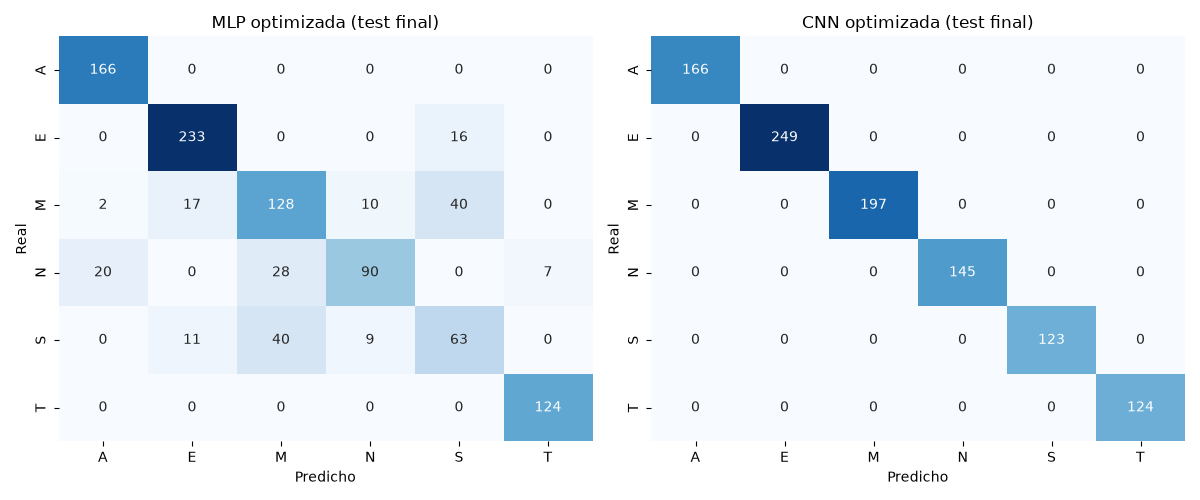 MLP optimizada (test final)
A 166 0 0 0 0 0
E 0 233 0 0 16 0
M 2 17 128 10 40 0
N 20 0 28 90 0 7
S 0 11 40 9 63 0
T 0 0 0 0 0 124
A E M N S T
Predicho
Real
CNN optimizada (test final)
A 166 0 0 0 0 0
E 0 249 0 0 0 0
M 0 0 197 0 0 0
N 0 0 0 145 0 0
S 0 0 0 0 123 0
T 0 0 0 0 0 124
A E M N S T
Predicho
Real